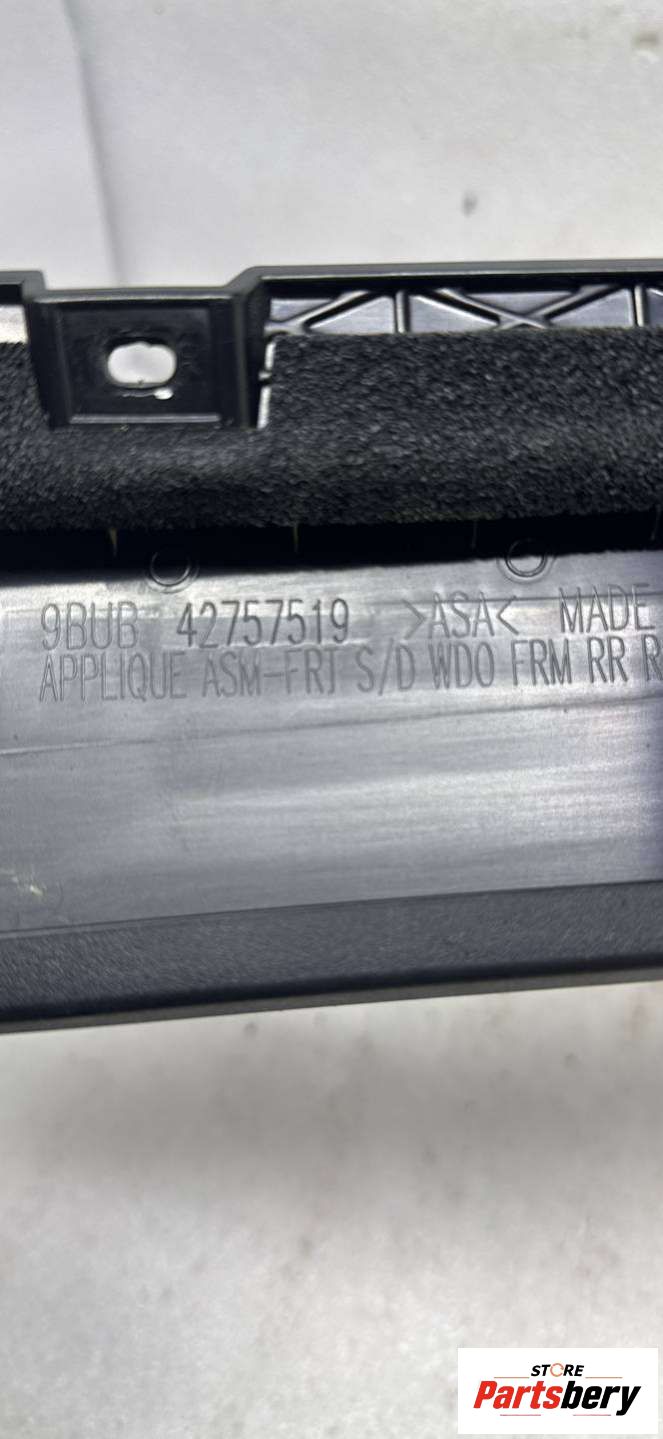 9BUB 42757519 >ASA< MADE
APPLIQUE ASM-FRT S/D WDO FRM RR R
STORE
Partsbery